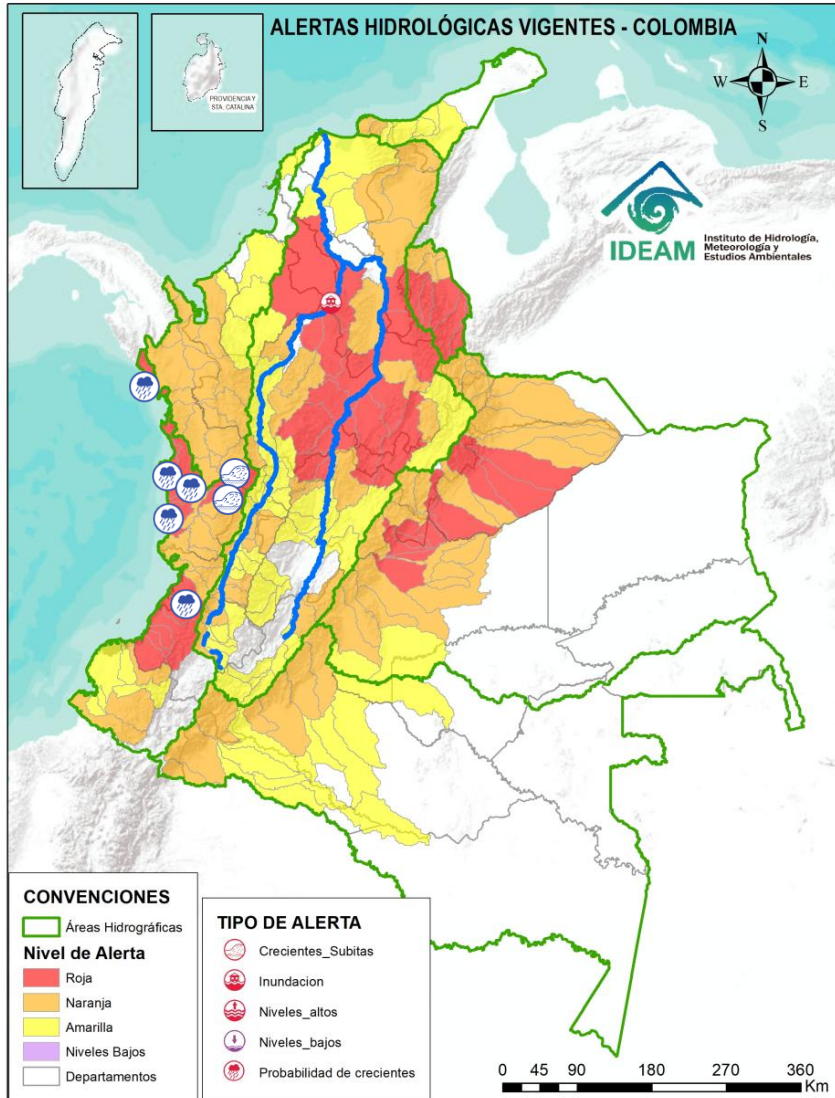 ALERTAS HIDROLÓGICAS VIGENTES - COLOMBIA
PROVIDENCIA Y
STA. CATALINA
N
W
E
S
IDEAM
Instituto de Hidrología,
Meteorología y
Estudios Ambientales
CONVENCIONES
Áreas Hidrográficas
Nivel de Alerta
Roja
Naranja
Amarilla
Niveles Bajos
Departamentos
TIPO DE ALERTA
Crecientes_Subitas
Inundacion
Niveles_altos
Niveles_bajos
Probabilidad de crecientes
0 45 90 180 270 360
Km